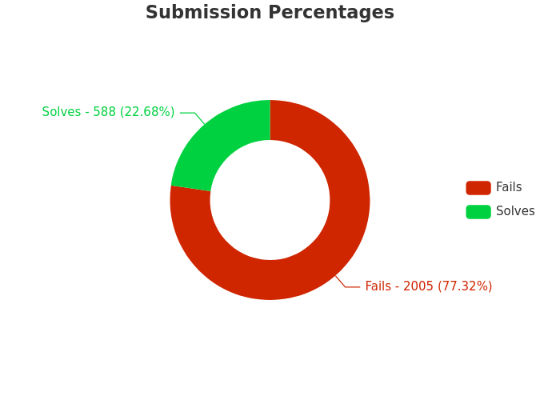 Submission Percentages
Solves - 588 (22.68%)
Fails
Solves
Fails - 2005 (77.32%)